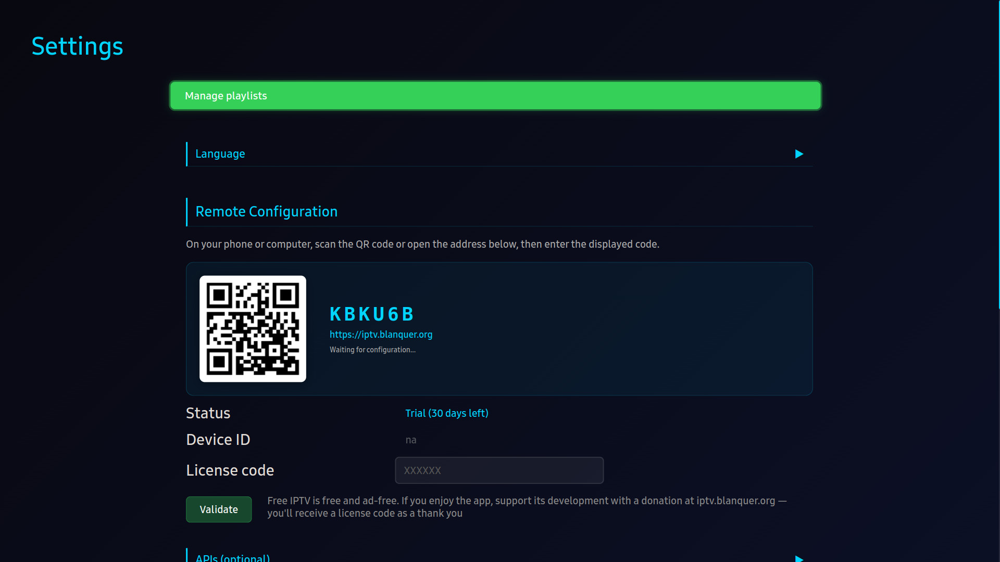 Settings
Manage playlists
Language
Remote Configuration
On your phone or computer, scan the QR code or open the address below, then enter the displayed code.
KBKU6B
https://iptv.blanquer.org
Waiting for configuration...
Status
Trial (30 days left)
Device ID
na
License code
XXXXXX
Validate
Free IPTV is free and ad-free. If you enjoy the app, support its development with a donation at iptv.blanquer.org —
you'll receive a license code as a thank you
APIs (optional)